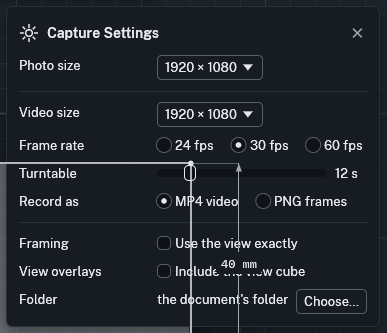 Capture Settings
Photo size 1920 × 1080
Video size 1920 × 1080
Frame rate 24 fps 30 fps 60 fps
Turntable 12 s
Record as MP4 video PNG frames
Framing Use the view exactly
40 mm
View overlays Include the view cube
Folder the document's folder Choose...